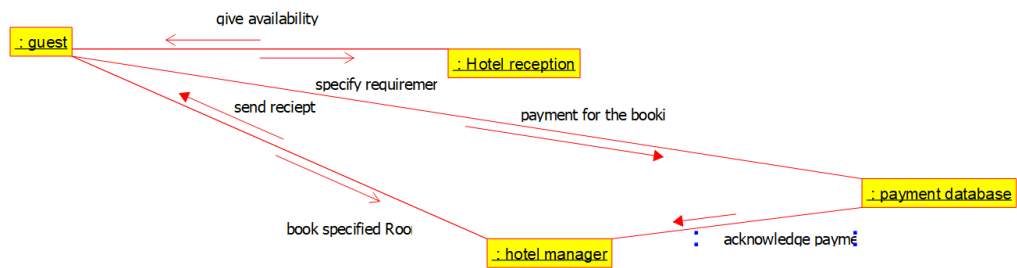 give availability
: guest
: Hotel reception
specify requiremer
send reciept
payment for the booki
: payment database
book specified Roo
acknowledge payme
: hotel manager